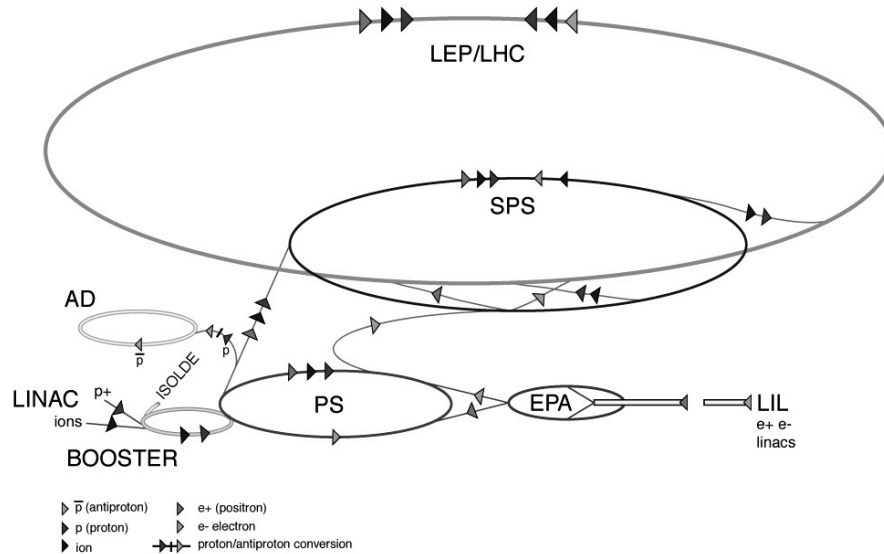 LEP/LHC
SPS
AD
p̅
p
ISOLDE
LINAC
p+
ions
BOOSTER
PS
EPA
LIL
e+ e-
linacs
p̅ (antiproton)
p (proton)
ion
e+ (positron)
e- electron
proton/antiproton conversion